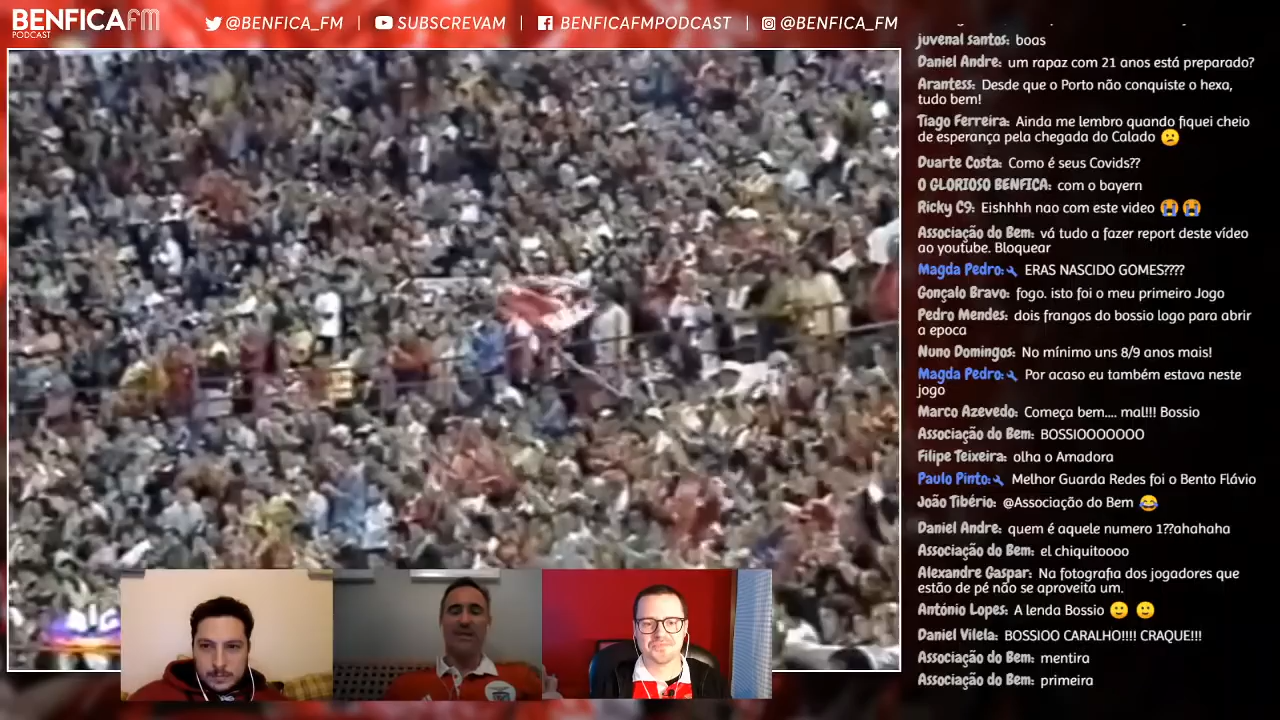 BENFICAFM
PODCAST
@BENFICA_FM | SUBSCREVAM | BENFICAFMPODCAST | @BENFICA_FM
juvenal santos: boas
Daniel Andre: um rapaz com 21 anos está preparado?
Arantess: Desde que o Porto não conquiste o hexa,
tudo bem!
Tiago Ferreira: Ainda me lembro quando fiquei cheio
de esperança pela chegada do Calado 😕
Duarte Costa: Como é seus Covids??
O GLORIOSO BENFICA: com o bayern
Ricky C9: Eishhhh nao com este video 😭😭
Associação do Bem: vá tudo a fazer report deste vídeo
ao youtube. Bloquear
Magda Pedro: ERAS NASCIDO GOMES????
Gonçalo Bravo: fogo. isto foi o meu primeiro Jogo
Pedro Mendes: dois frangos do bossio logo para abrir
a epoca
Nuno Domingos: No mínimo uns 8/9 anos mais!
Magda Pedro: Por acaso eu também estava neste
jogo
Marco Azevedo: Começa bem.... mal!!! Bossio
Associação do Bem: BOSSIOOOOOOO
Filipe Teixeira: olha o Amadora
Paulo Pinto: Melhor Guarda Redes foi o Bento Flávio
João Tibério: @Associação do Bem 😂
Daniel Andre: quem é aquele numero 1??ahahaha
Associação do Bem: el chiquitoooo
Alexandre Gaspar: Na fotografia dos jogadores que
estão de pé não se aproveita um.
António Lopes: A lenda Bossio 🙂 🙂
Daniel Vilela: BOSSIOO CARALHO!!!! CRAQUE!!!
Associação do Bem: mentira
Associação do Bem: primeira